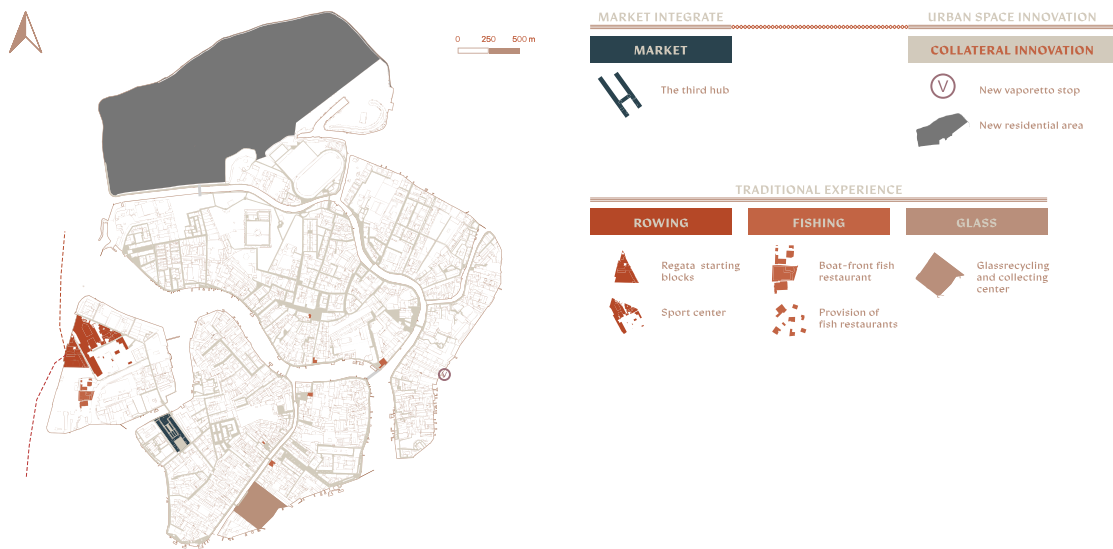 0 250 500 m
MARKET INTEGRATE
URBAN SPACE INNOVATION
MARKET
COLLATERAL INNOVATION
The third hub
V
New vaporetto stop
New residential area
TRADITIONAL EXPERIENCE
ROWING
FISHING
GLASS
Regata starting
blocks
Boat-front fish
restaurant
Glassrecycling
and collecting
center
Sport center
Provision of
fish restaurants
V